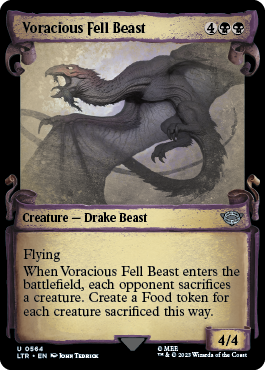 Voracious Fell Beast 4
Creature — Drake Beast
Flying
When Voracious Fell Beast enters the
battlefield, each opponent sacrifices
a creature. Create a Food token for
each creature sacrificed this way.
4/4
U 0564
LTR • EN John Tedrick
© MEE
™ & © 2023 Wizards of the Coast